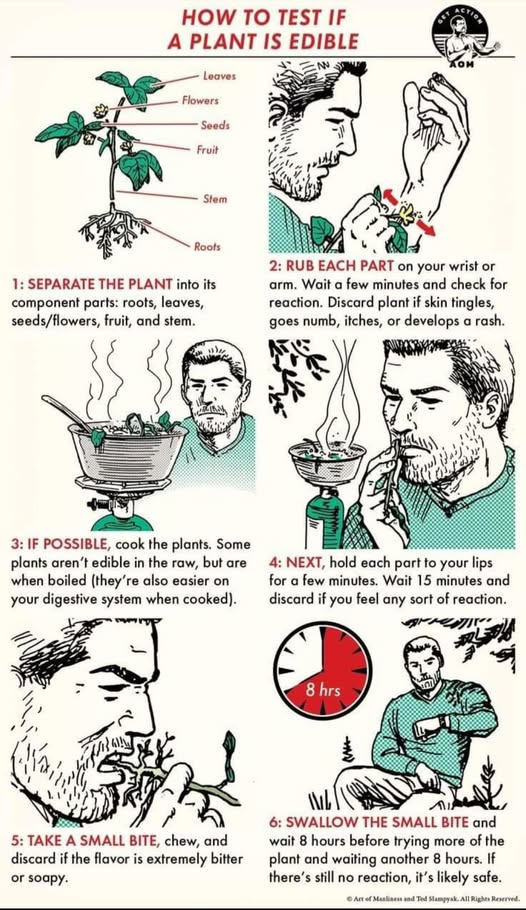 HOW TO TEST IF
A PLANT IS EDIBLE
GET ACTION
AOM
Leaves
Flowers
Seeds
Fruit
Stem
Roots
1: SEPARATE THE PLANT into its
component parts: roots, leaves,
seeds/flowers, fruit, and stem.
2: RUB EACH PART on your wrist or
arm. Wait a few minutes and check for
reaction. Discard plant if skin tingles,
goes numb, itches, or develops a rash.
3: IF POSSIBLE, cook the plants. Some
plants aren't edible in the raw, but are
when boiled (they're also easier on
your digestive system when cooked).
4: NEXT, hold each part to your lips
for a few minutes. Wait 15 minutes and
discard if you feel any sort of reaction.
5: TAKE A SMALL BITE, chew, and
discard if the flavor is extremely bitter
or soapy.
8 hrs
6: SWALLOW THE SMALL BITE and
wait 8 hours before trying more of the
plant and waiting another 8 hours. If
there's still no reaction, it's likely safe.
© Art of Manliness and Ted Slampyak. All Rights Reserved.